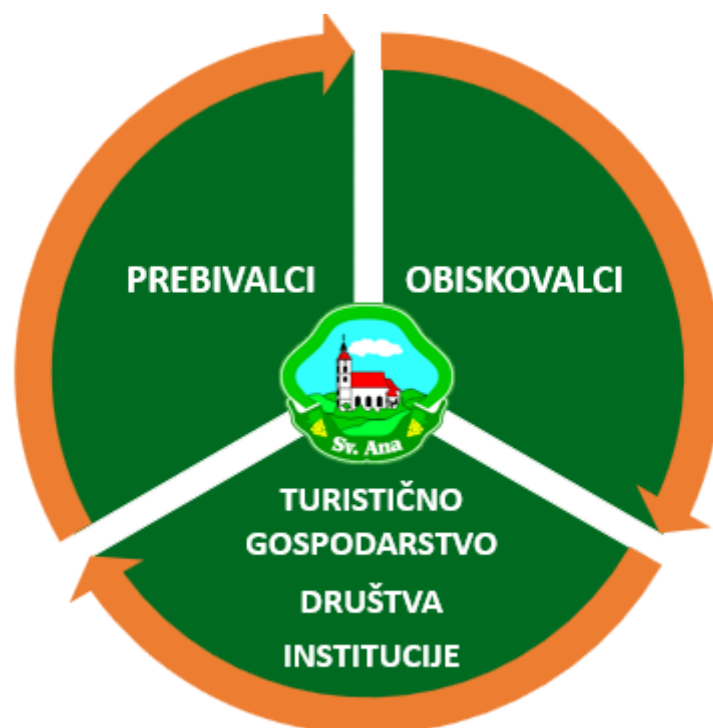 PREBIVALCI
OBISKOVALCI
Sv. Ana
TURISTIČNO
GOSPODARSTVO
DRUŠTVA
INSTITUCIJE